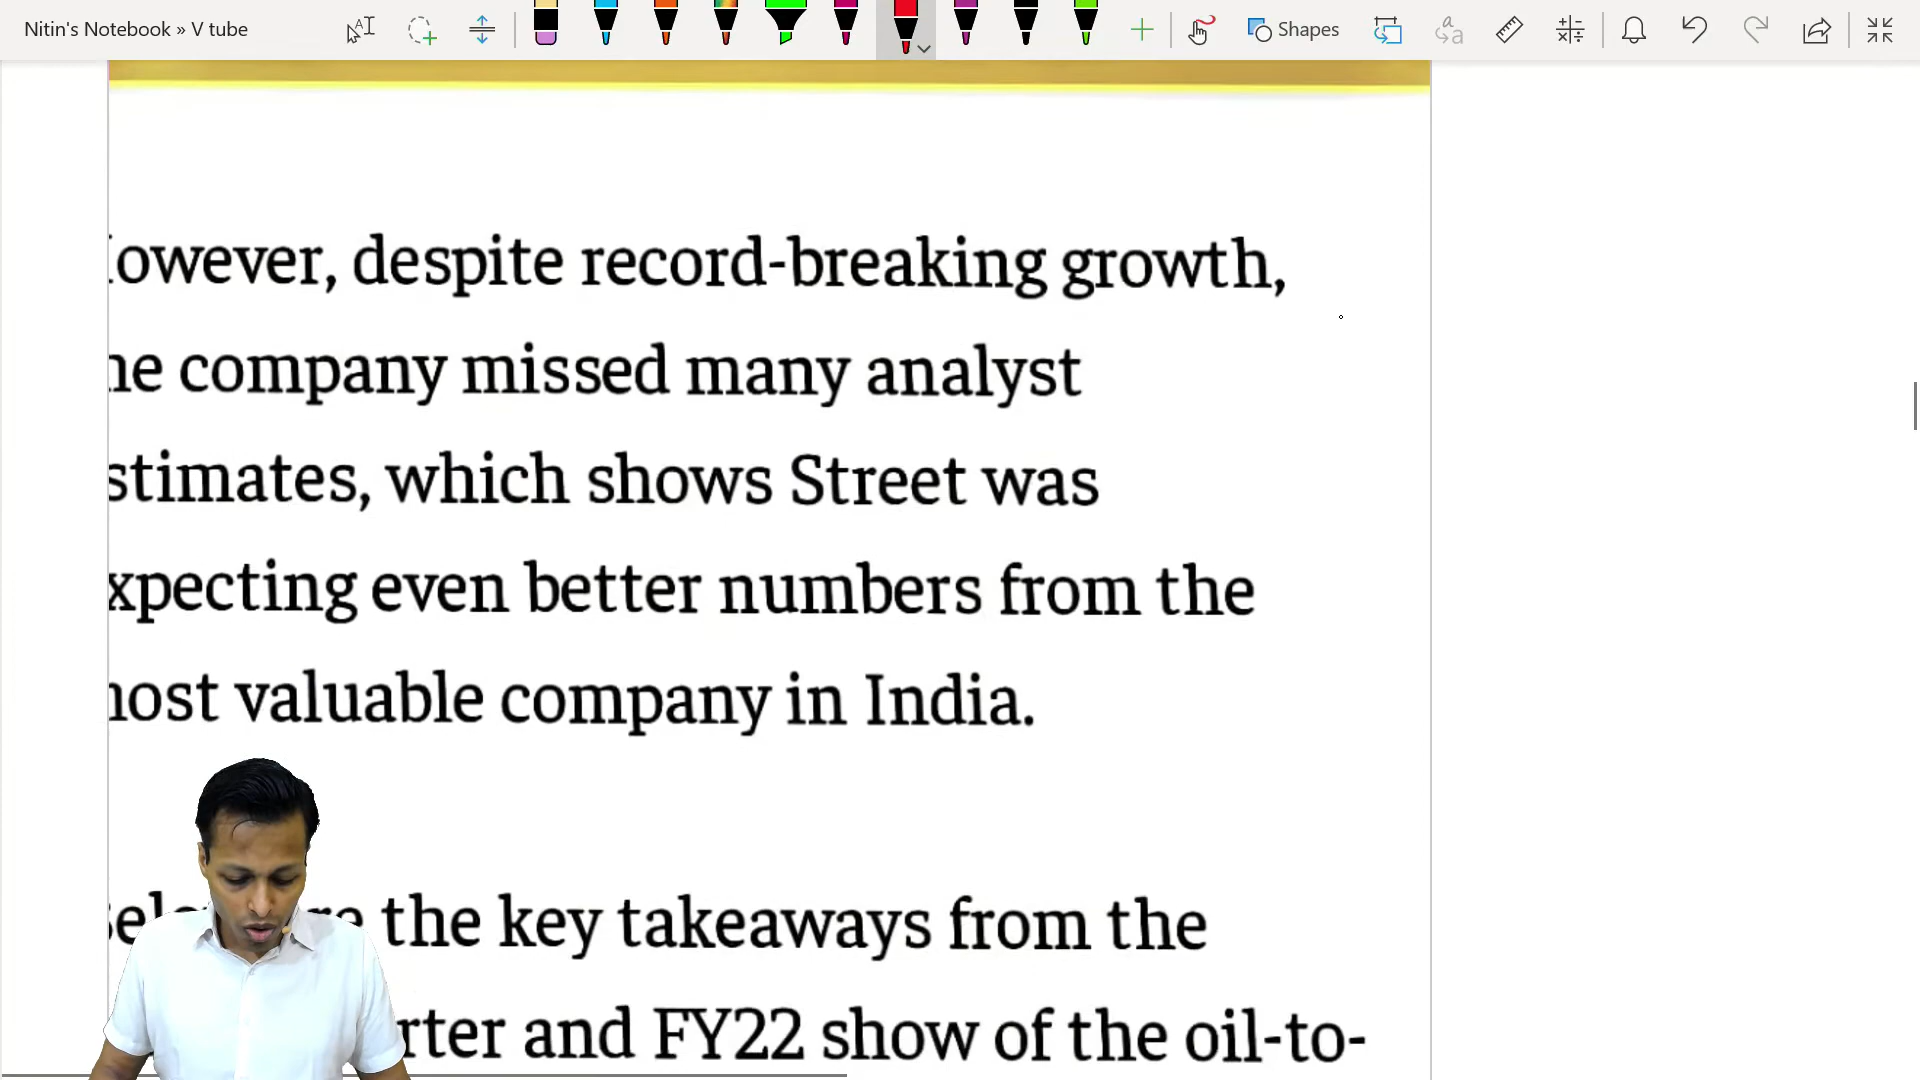 Nitin's Notebook » V tube
Shapes
owever, despite record-breaking growth,
he company missed many analyst
stimates, which shows Street was
xpecting even better numbers from the
most valuable company in India.
the key takeaways from the
rter and FY22 show of the oil-to-